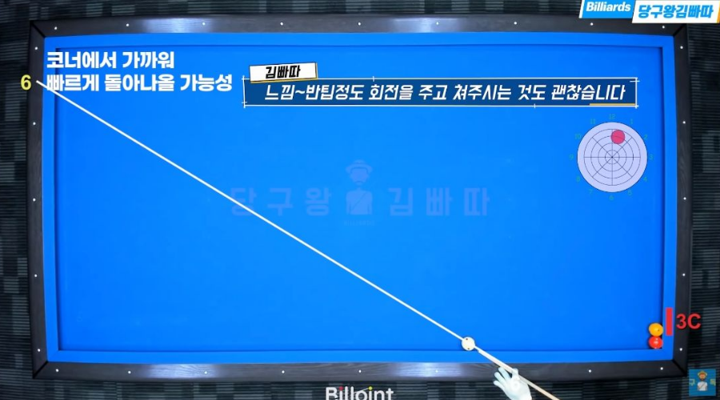 Billiards
당구왕김빠따
코너에서 가까워
6 빠르게 돌아나올 가능성
김빠따
느낌~반팁정도 회전을 주고 쳐주시는 것도 괜찮습니다
당구왕 김빠따
3C
Billoint